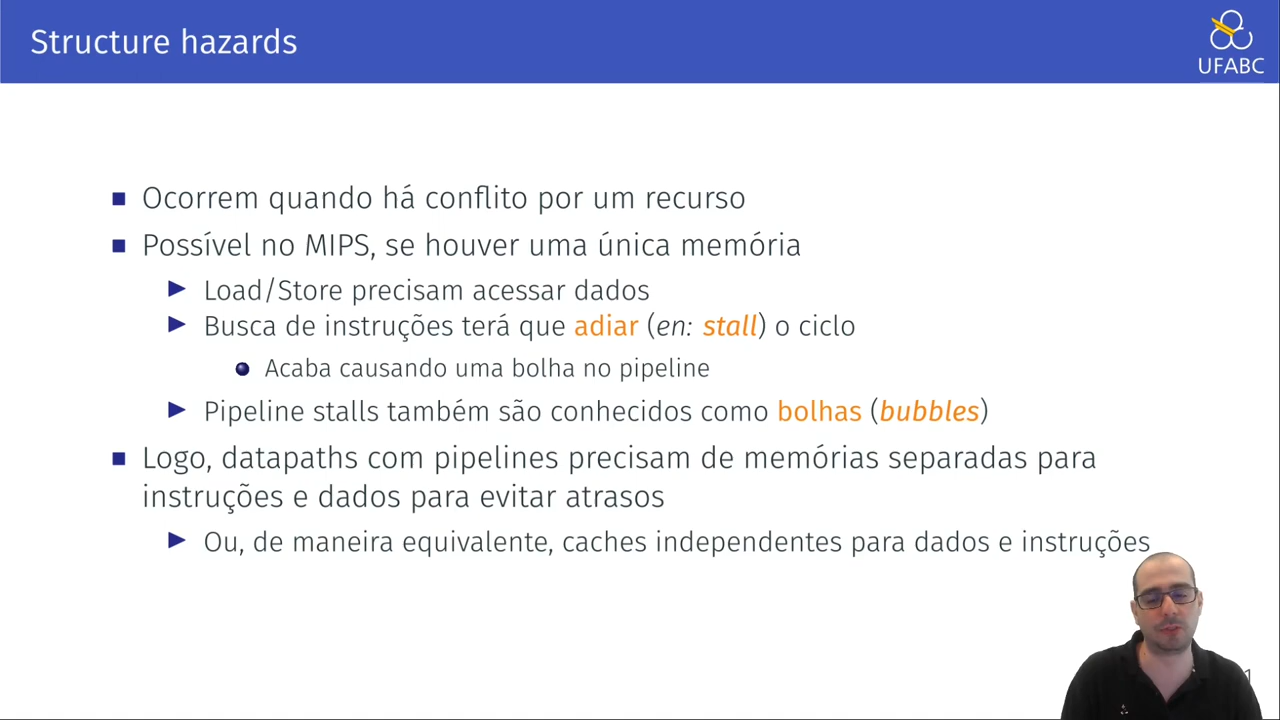 Structure hazards
UFABC
Ocorrem quando há conflito por um recurso
Possível no MIPS, se houver uma única memória
Load/Store precisam acessar dados
Busca de instruções terá que adiar (en: stall) o ciclo
Acaba causando uma bolha no pipeline
Pipeline stalls também são conhecidos como bolhas (bubbles)
Logo, datapaths com pipelines precisam de memórias separadas para
instruções e dados para evitar atrasos
Ou, de maneira equivalente, caches independentes para dados e instruções